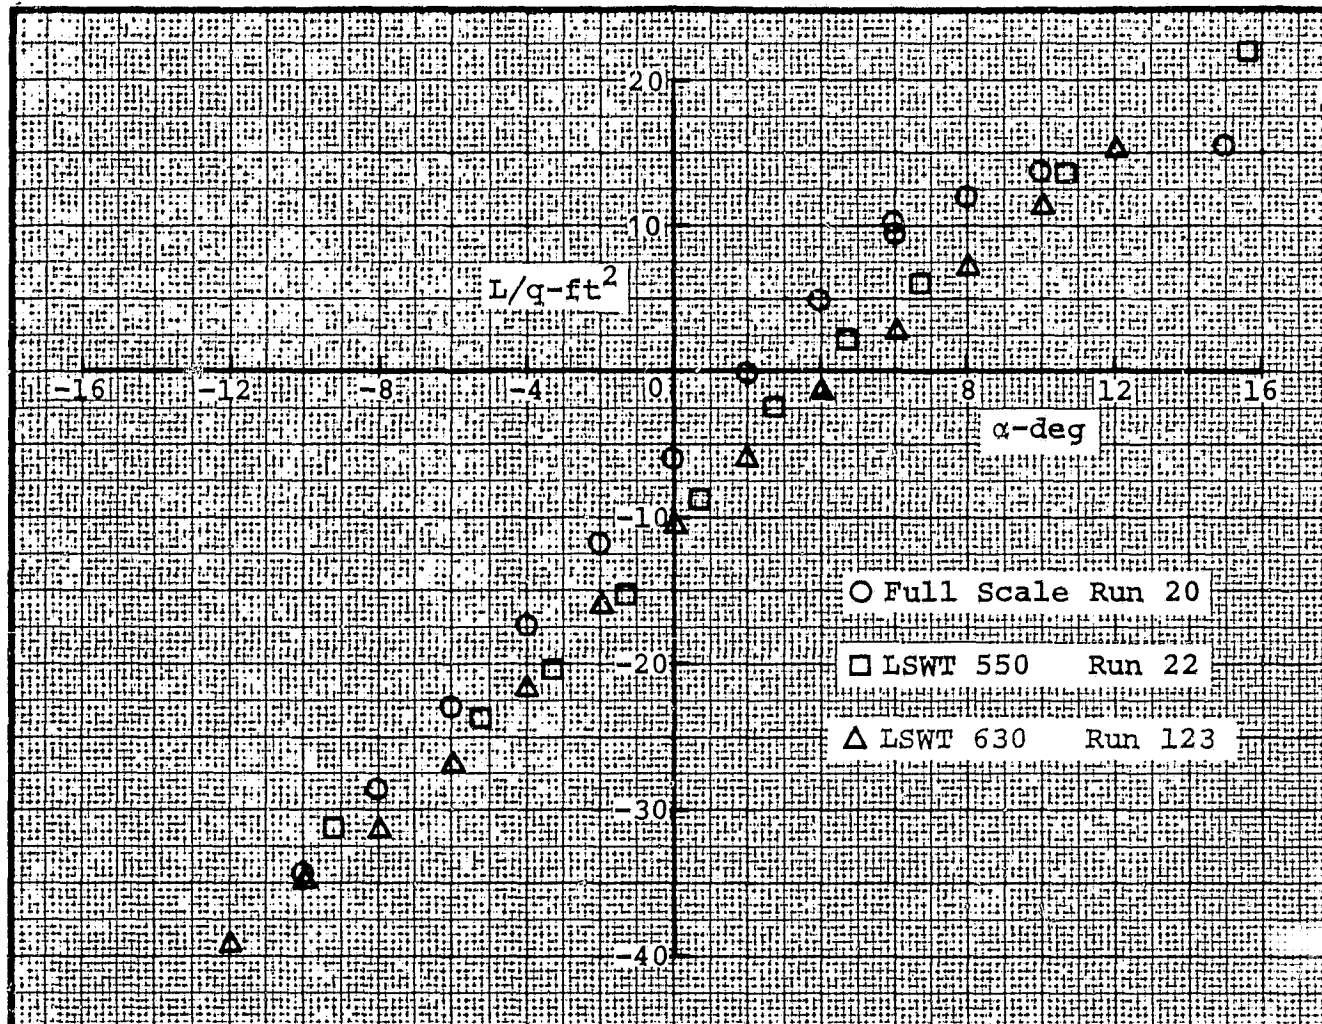 20
10
L/q-ft²
-16 -12 -8 -4 0 8 12 16
α-deg
-10
○ Full Scale Run 20
-20
□ LSWT 550 Run 22
△ LSWT 630 Run 123
-30
-40